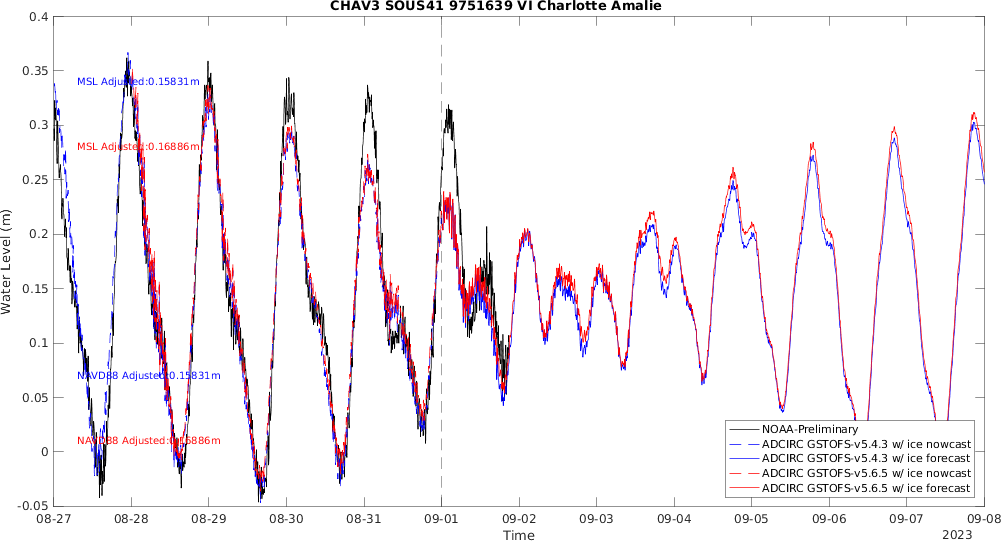 CHAV3 SOUS41 9751639 VI Charlotte Amalie
0.4
0.35
0.3
0.25
0.2
0.15
0.1
0.05
0
-0.05
Water Level (m)
MSL Adjusted:0.15831m
MSL Adjusted:0.16886m
NAVD88 Adjusted:0.15831m
NAVD88 Adjusted:0.16886m
NOAA-Preliminary
ADCIRC GSTOFS-v5.4.3 w/ ice nowcast
ADCIRC GSTOFS-v5.4.3 w/ ice forecast
ADCIRC GSTOFS-v5.6.5 w/ ice nowcast
ADCIRC GSTOFS-v5.6.5 w/ ice forecast
08-27 08-28 08-29 08-30 08-31 09-01 09-02 09-03 09-04 09-05 09-06 09-07 09-08
Time
2023